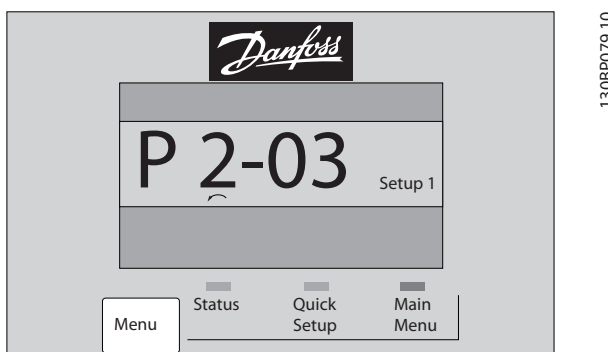 Danfoss
P 2-03
Setup 1
Menu
Status
Quick
Setup
Main
Menu
130BP079.10